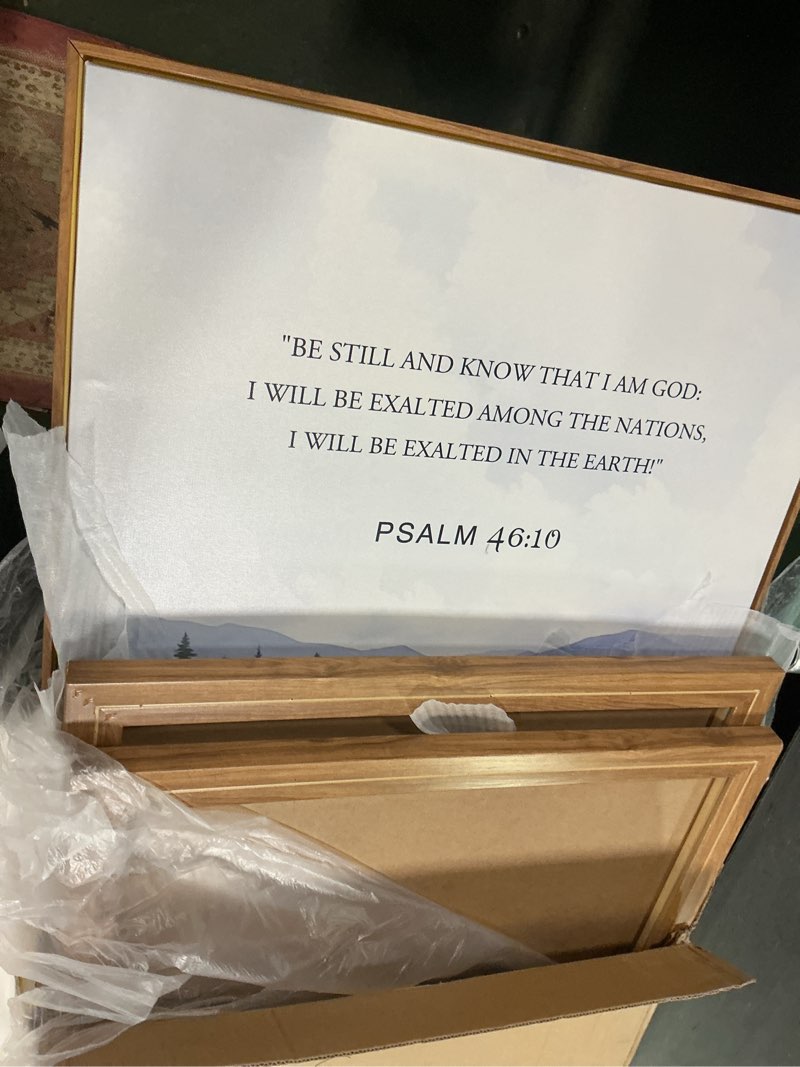 "BE STILL AND KNOW THAT I AM GOD:
I WILL BE EXALTED AMONG THE NATIONS,
I WILL BE EXALTED IN THE EARTH!"
PSALM 46:10